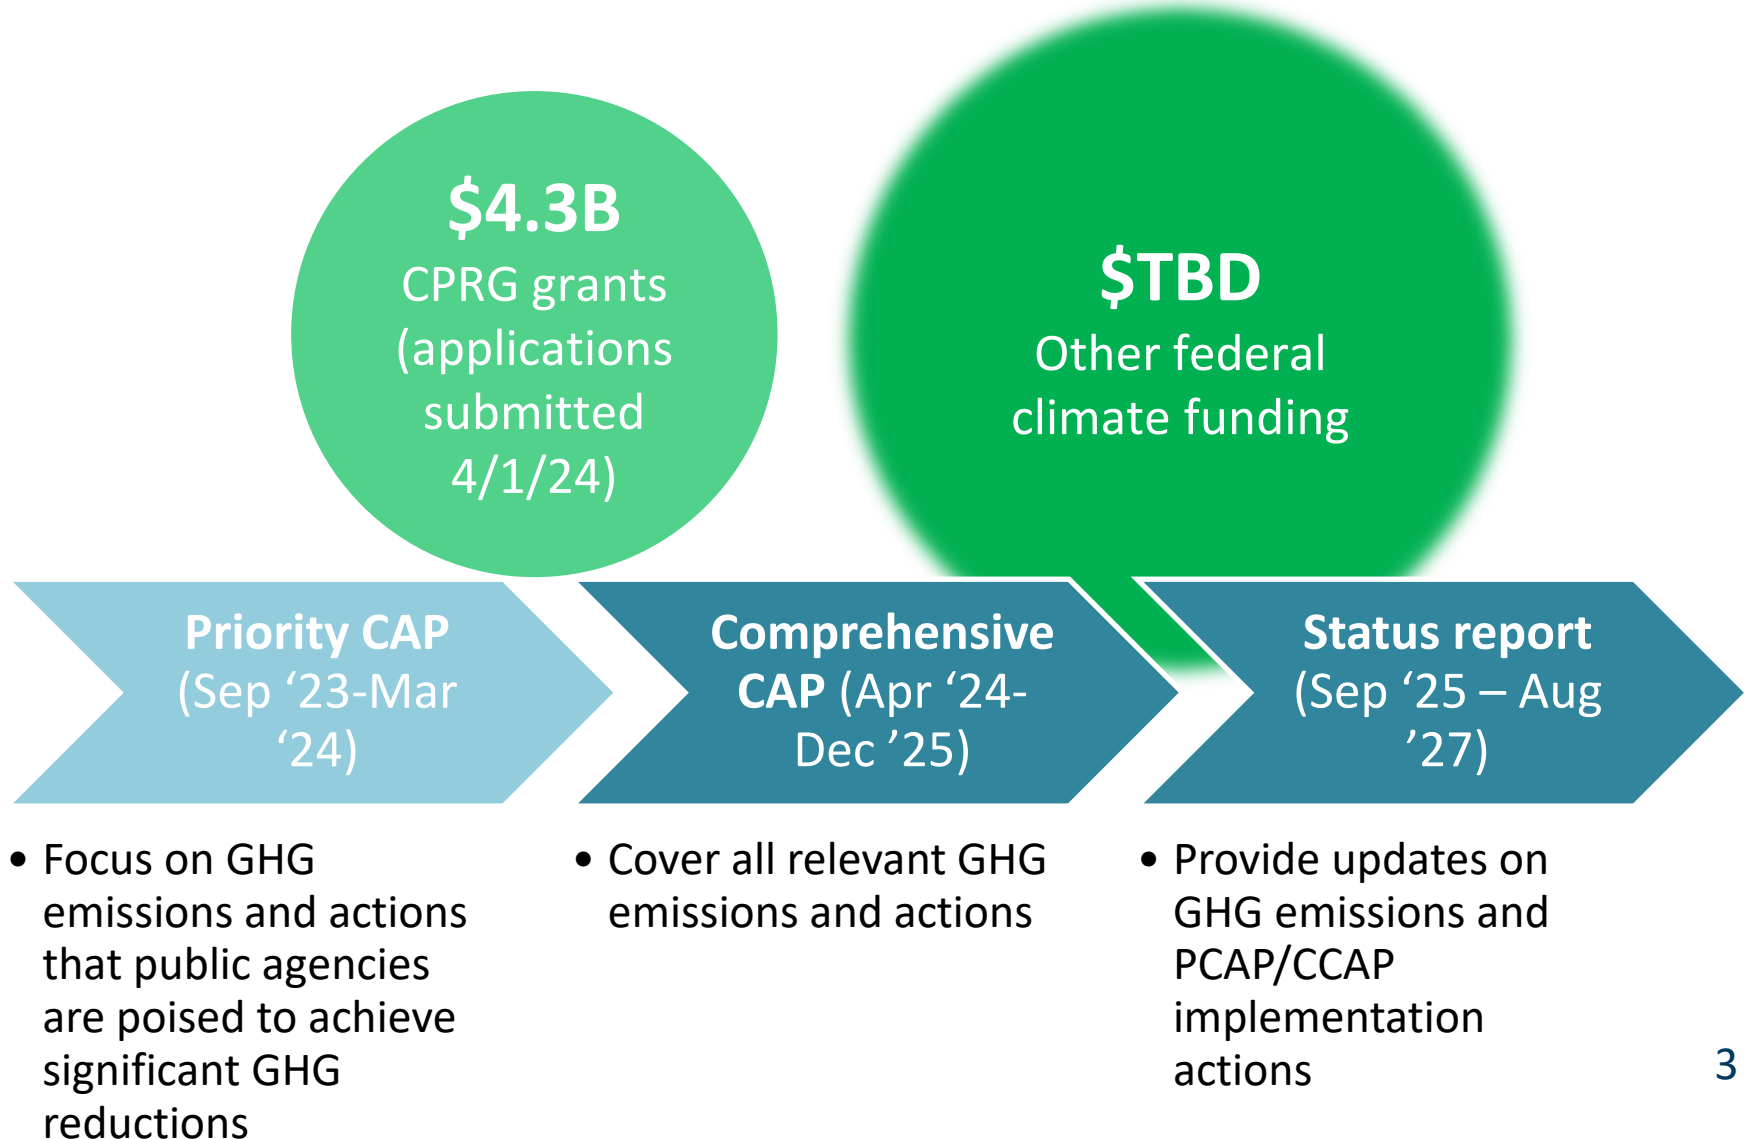 $4.3B
CPRG grants
(applications
submitted
4/1/24)
$TBD
Other federal
climate funding
Priority CAP
(Sep ‘23-Mar
‘24)
Comprehensive
CAP (Apr ‘24-
Dec ’25)
Status report
(Sep ‘25 – Aug
’27)
• Focus on GHG
emissions and actions
that public agencies
are poised to achieve
significant GHG
reductions
• Cover all relevant GHG
emissions and actions
• Provide updates on
GHG emissions and
PCAP/CCAP
implementation
actions
3